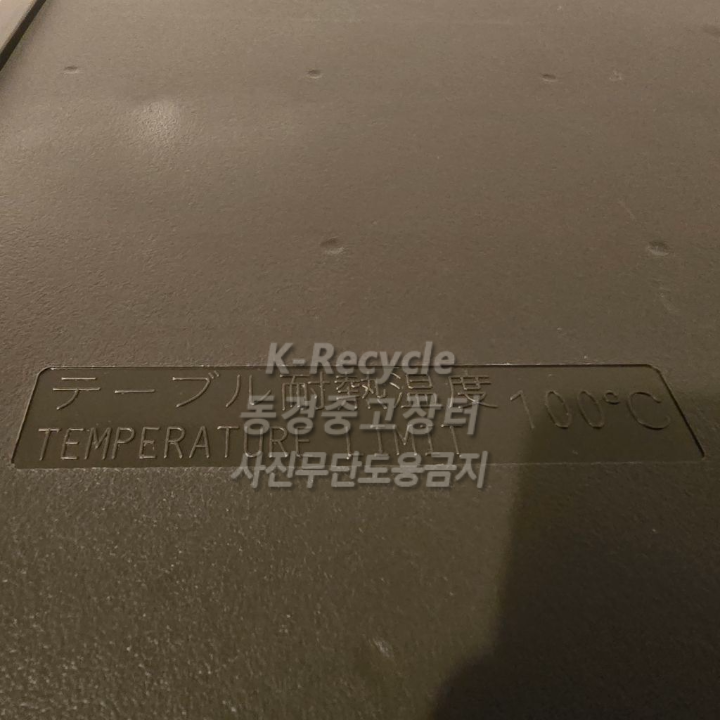 K-Recycle
テーブル耐熱温度 100°C
동경중고장터
TEMPERATURE LIMIT
사진무단도용금지